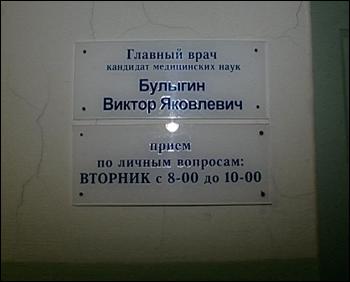 Главный врач
кандидат медицинских наук
Булыгин
Виктор Яковлевич
прием
по личным вопросам:
ВТОРНИК с 8-00 до 10-00